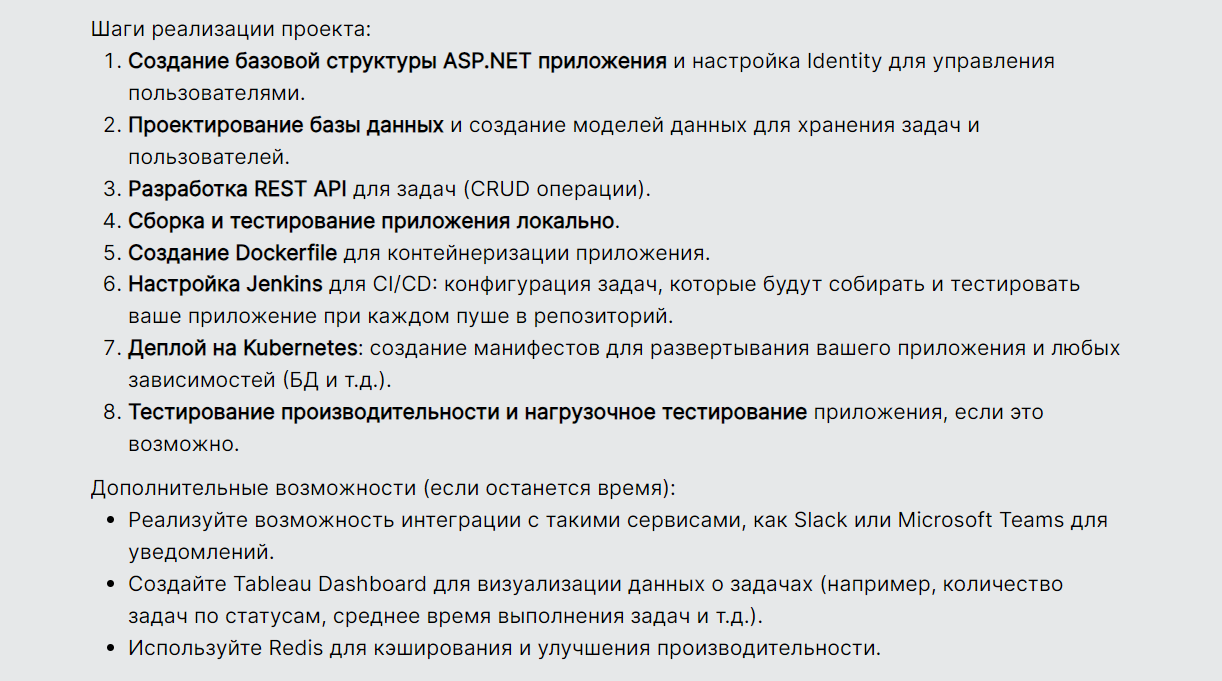 Шаги реализации проекта:
1. Создание базовой структуры ASP.NET приложения и настройка Identity для управления
пользователями.
2. Проектирование базы данных и создание моделей данных для хранения задач и
пользователей.
3. Разработка REST API для задач (CRUD операции).
4. Сборка и тестирование приложения локально.
5. Создание Dockerfile для контейнеризации приложения.
6. Настройка Jenkins для CI/CD: конфигурация задач, которые будут собирать и тестировать
ваше приложение при каждом пуше в репозиторий.
7. Деплой на Kubernetes: создание манифестов для развертывания вашего приложения и любых
зависимостей (БД и т.д.).
8. Тестирование производительности и нагрузочное тестирование приложения, если это
возможно.
Дополнительные возможности (если останется время):
• Реализуйте возможность интеграции с такими сервисами, как Slack или Microsoft Teams для
уведомлений.
• Создайте Tableau Dashboard для визуализации данных о задачах (например, количество
задач по статусам, среднее время выполнения задач и т.д.).
• Используйте Redis для кэширования и улучшения производительности.